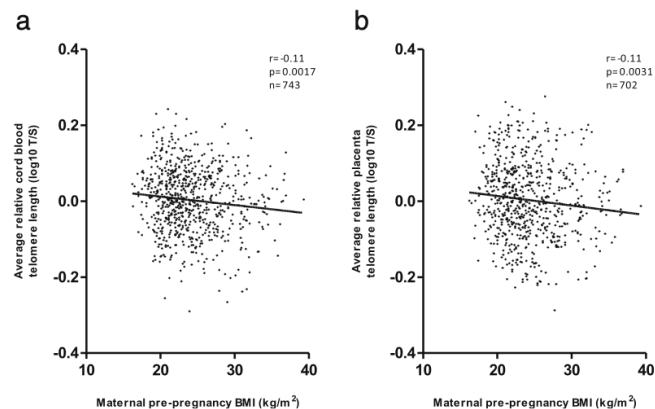 a
0.4
0.2
0.0
-0.2
-0.4
10
20
30
40
Average relative cord blood
telomere length (log10 T/S)
Maternal pre-pregnancy BMI (kg/m²)
r=-0.11
p=0.0017
n=743
b
0.4
0.2
0.0
-0.2
-0.4
10
20
30
40
Average relative placenta
telomere length (log10 T/S)
Maternal pre-pregnancy BMI (kg/m²)
r=-0.11
p=0.0031
n=702